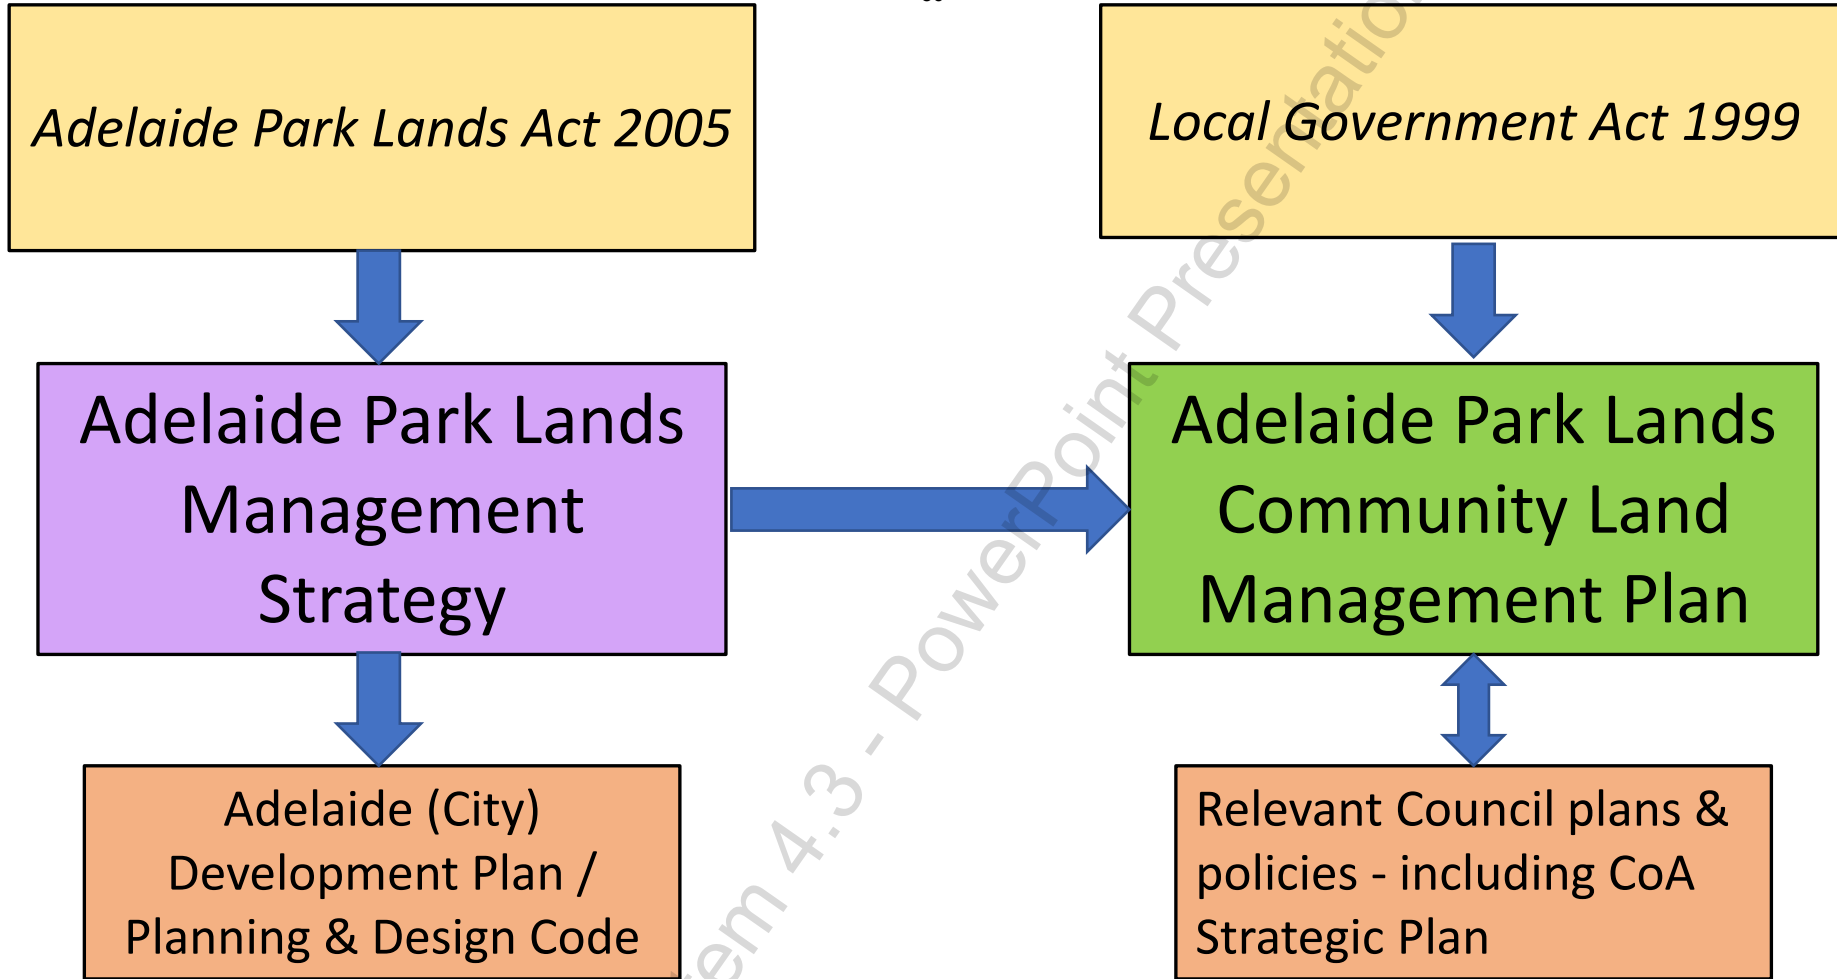 Adelaide Park Lands Act 2005
Local Government Act 1999
Adelaide Park Lands
Management
Strategy
Adelaide Park Lands
Community Land
Management Plan
Adelaide (City)
Development Plan /
Planning & Design Code
Relevant Council plans &
policies - including CoA
Strategic Plan
4.3 - PowerPoint Presentation